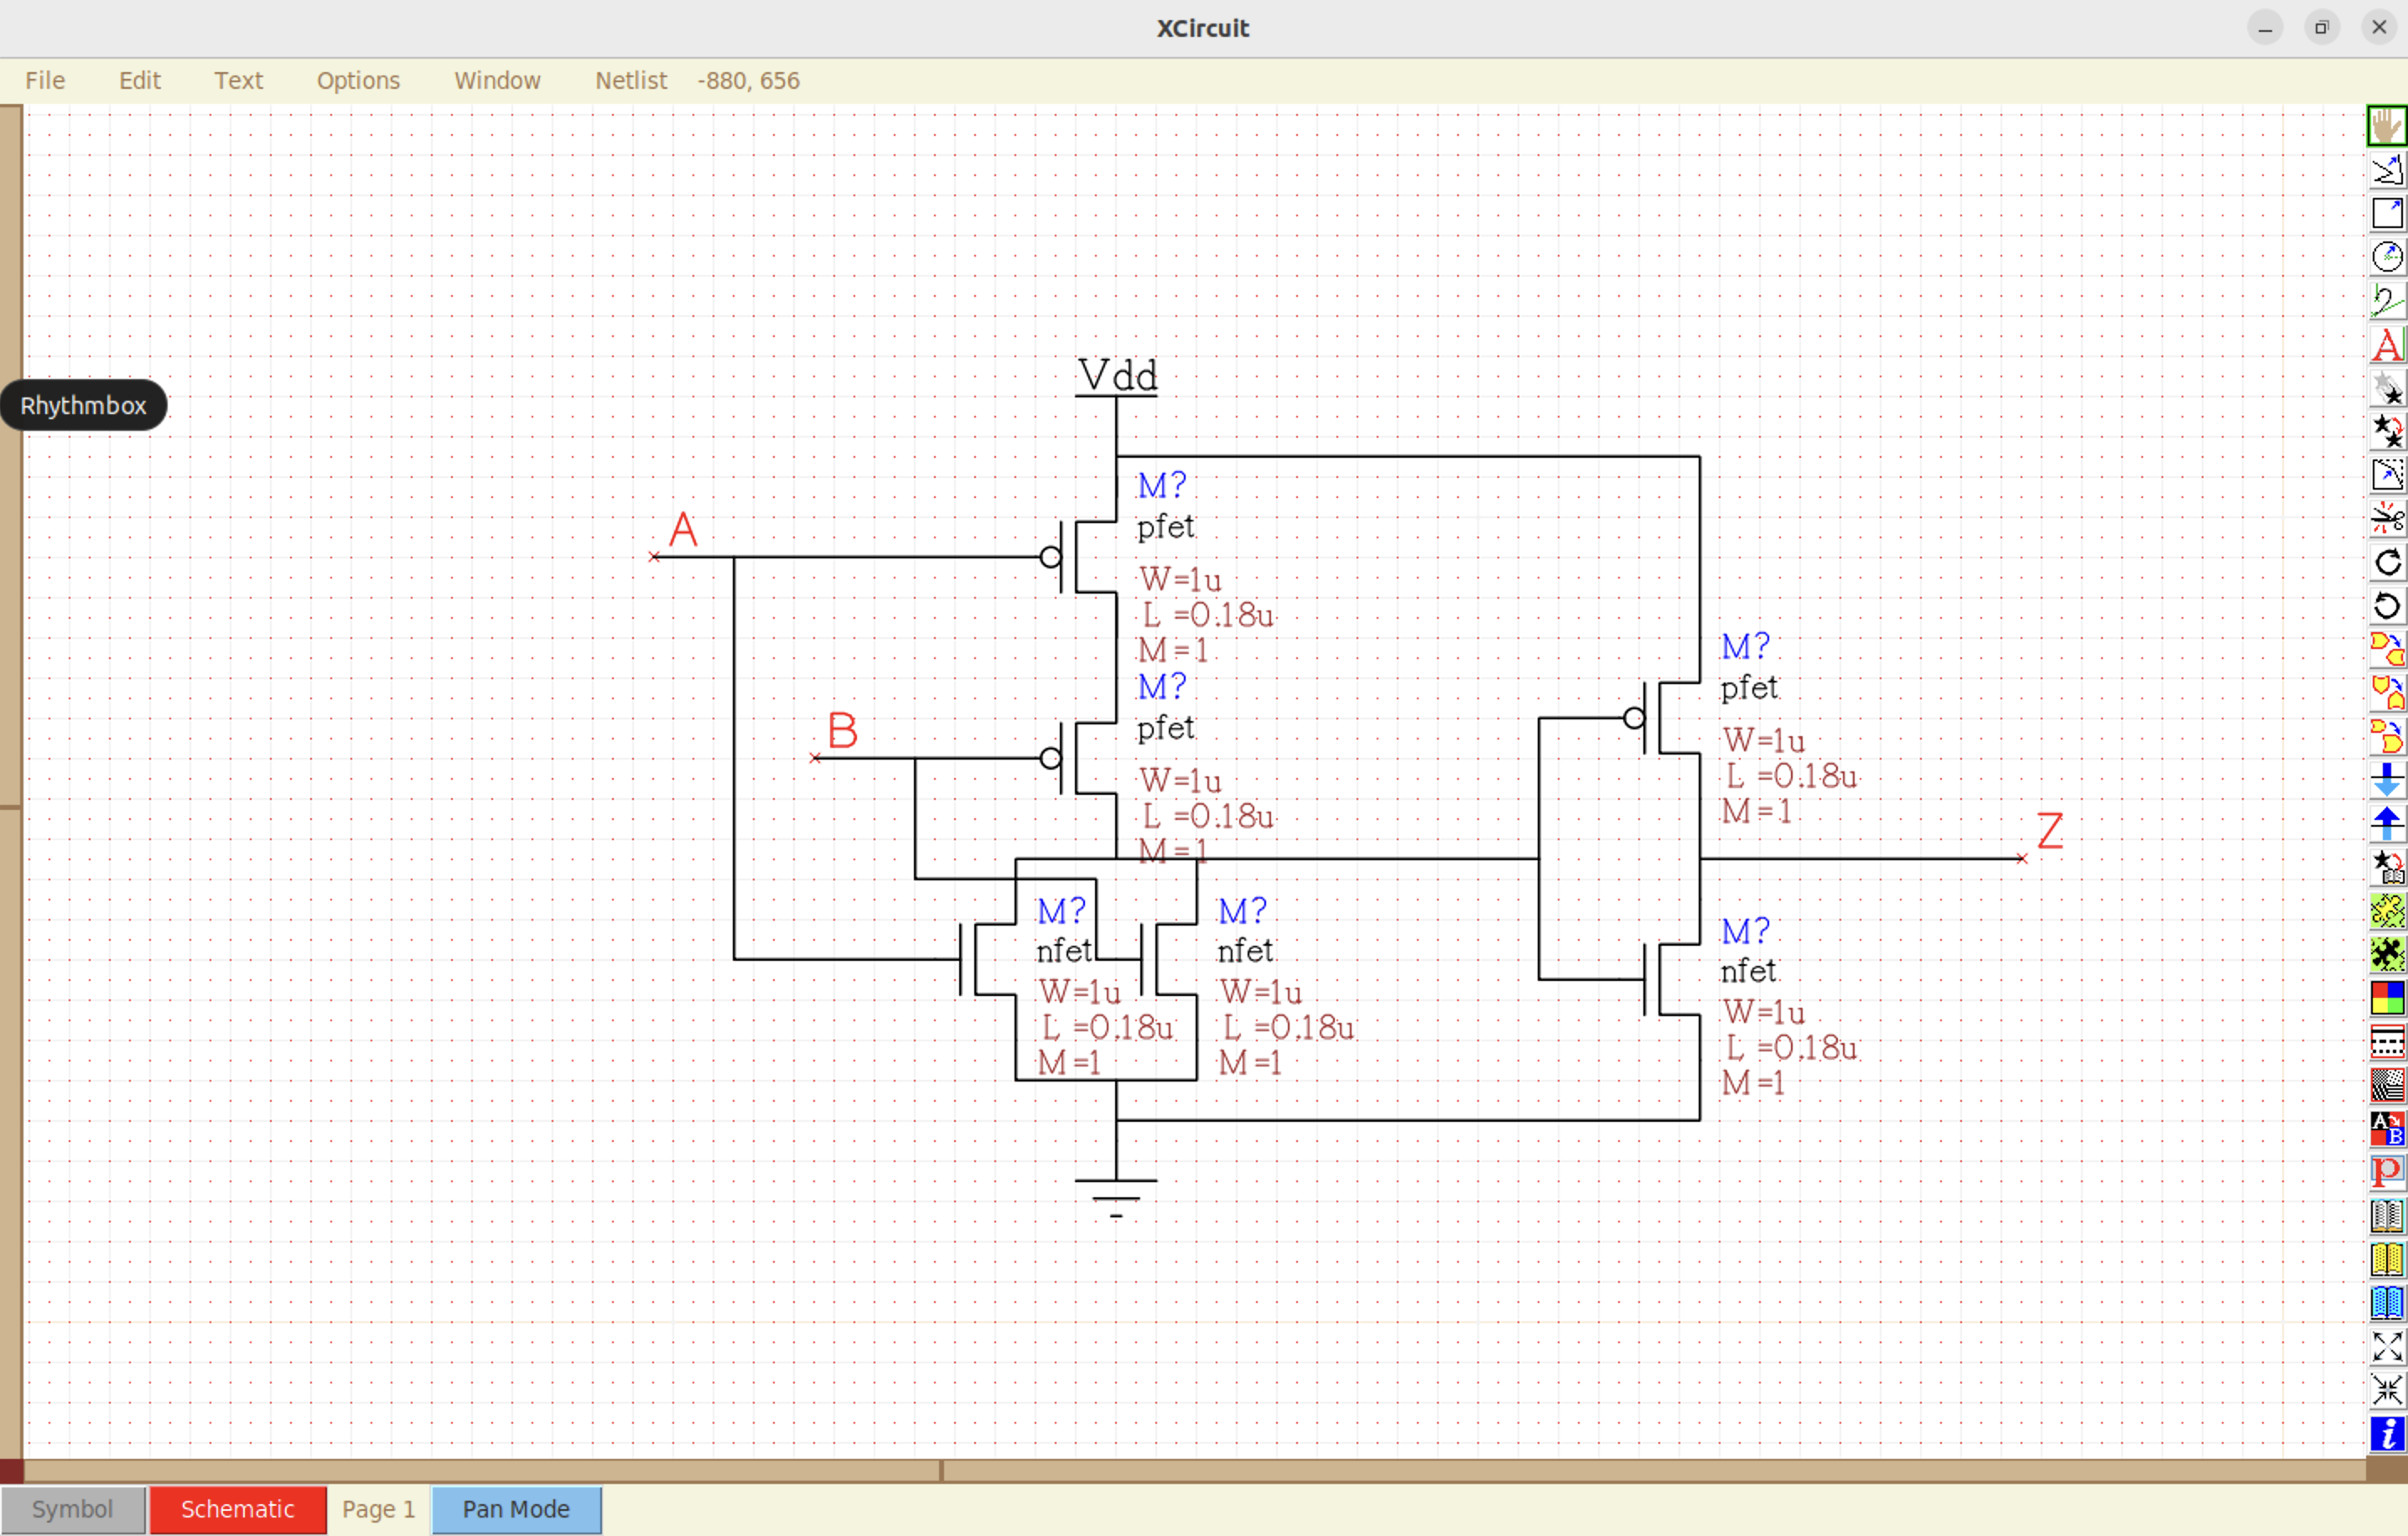 XCircuit
File Edit Text Options Window Netlist -880, 656
Rhythmbox
Vdd
M?
pfet
W=1u
L =0.18u
M=1
A
M?
pfet
W=1u
L =0.18u
M=1
B
M?
pfet
W=1u
L =0.18u
M=1
Z
M?
nfet
W=1u
L =0.18u
M=1
M?
nfet
W=1u
L =0.18u
M=1
M?
nfet
W=1u
L =0.18u
M=1
A
A
B
p
i
Symbol Schematic Page 1 Pan Mode